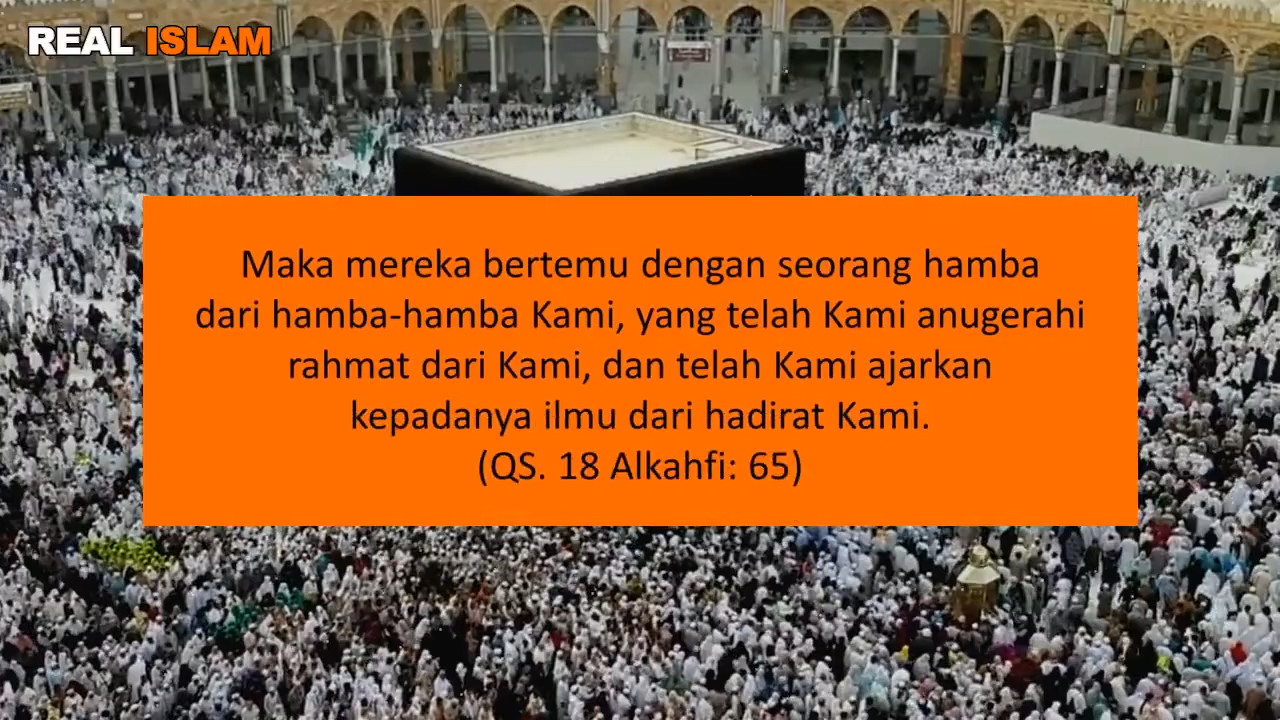 REAL ISLAM
Maka mereka bertemu dengan seorang hamba
dari hamba-hamba Kami, yang telah Kami anugerahi
rahmat dari Kami, dan telah Kami ajarkan
kepadanya ilmu dari hadirat Kami.
(QS. 18 Alkahfi: 65)